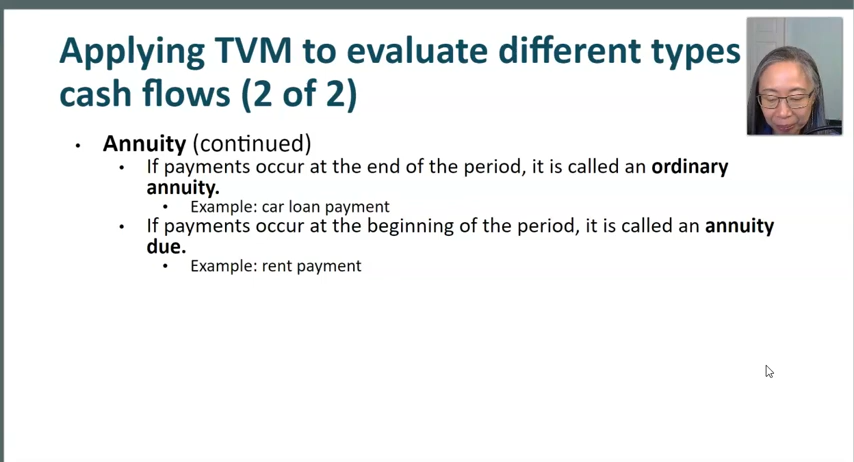 Applying TVM to evaluate different types
cash flows (2 of 2)
• Annuity (continued)
• If payments occur at the end of the period, it is called an ordinary
annuity.
• Example: car loan payment
• If payments occur at the beginning of the period, it is called an annuity
due.
• Example: rent payment